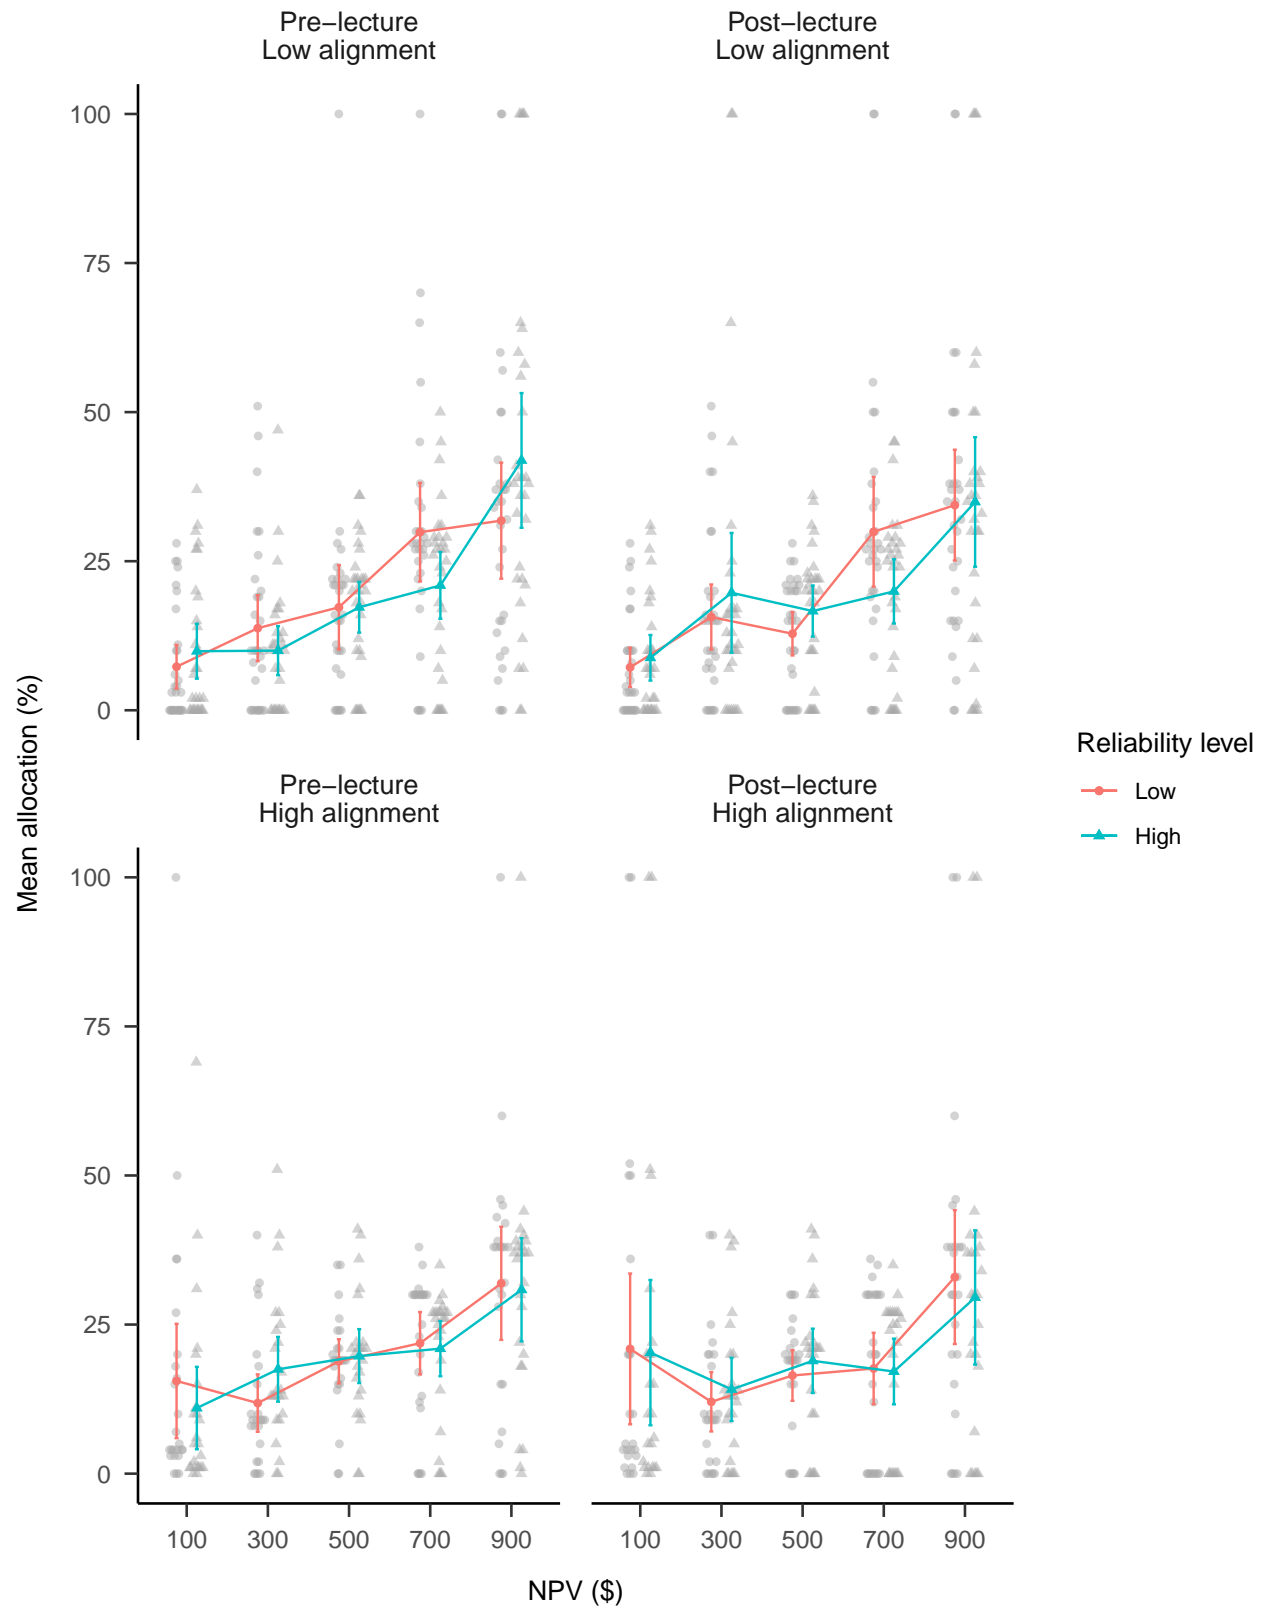 Pre−lecture
Low alignment
Post−lecture
Low alignment
100
75
50
25
0
Pre−lecture
High alignment
Post−lecture
High alignment
100
75
50
25
0
100 300 500 700 900
100 300 500 700 900
NPV ($)
Mean allocation (%)
Reliability level
Low
High